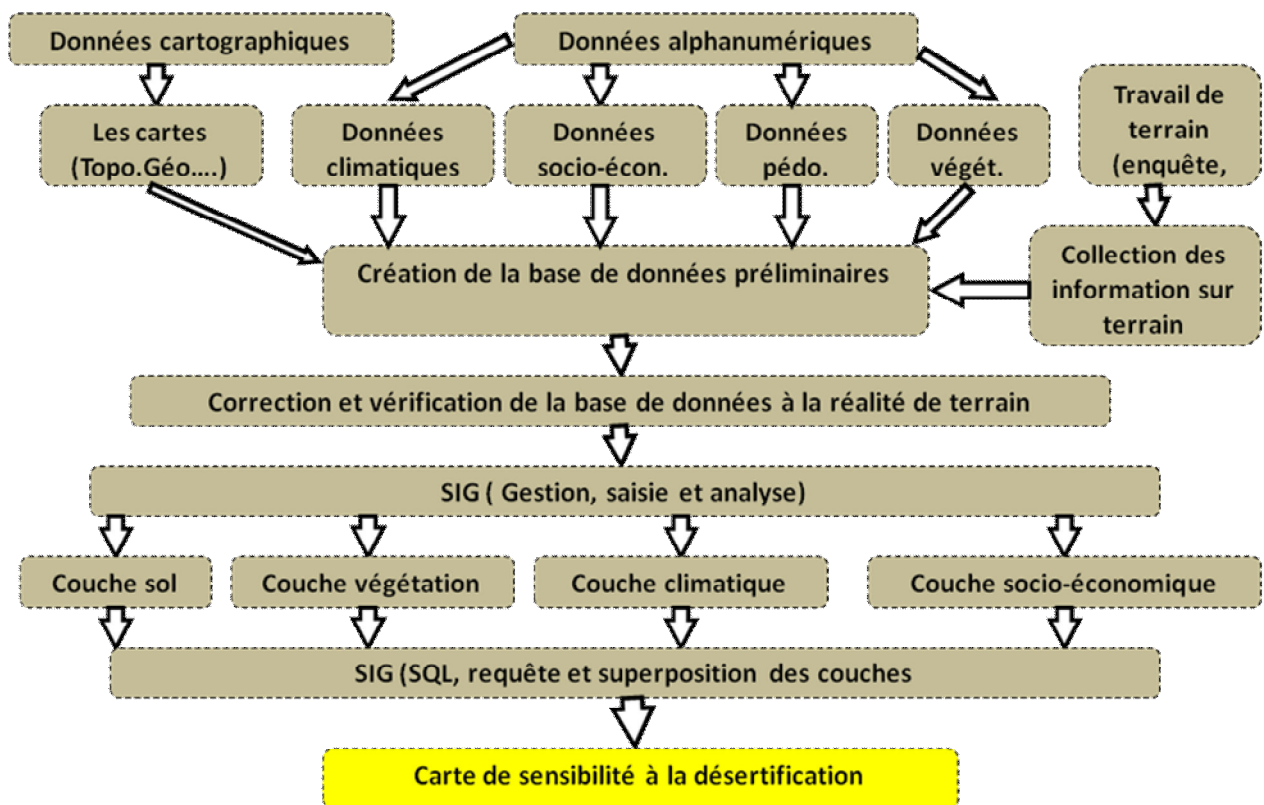 Données cartographiques
Données alphanumériques
Les cartes
(Topo.Géo....)
Données
climatiques
Données
socio-écon.
Données
pédo.
Données
végét.
Travail de
terrain
(enquête,
Création de la base de données préliminaires
Collection des
information sur
terrain
Correction et vérification de la base de données à la réalité de terrain
SIG ( Gestion, saisie et analyse)
Couche sol
Couche végétation
Couche climatique
Couche socio-économique
SIG (SQL, requête et superposition des couches
Carte de sensibilité à la désertification